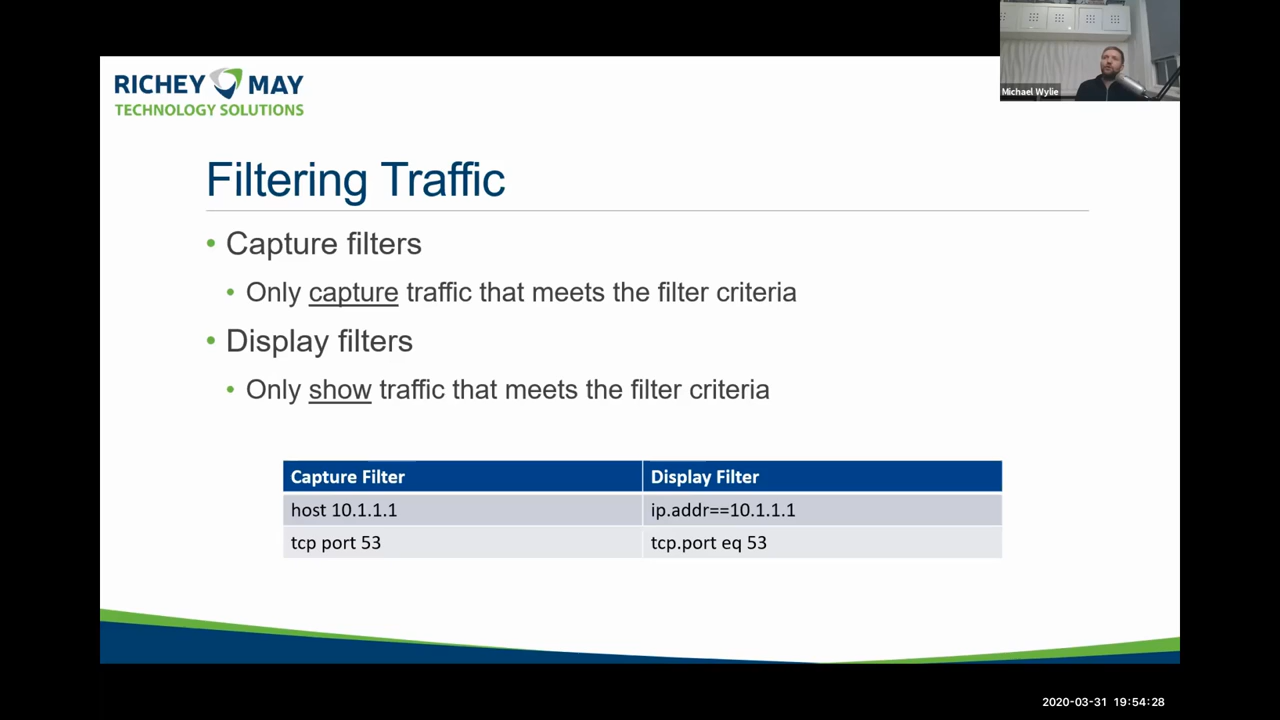 RICHEY MAY
TECHNOLOGY SOLUTIONS
Michael Wylie
Filtering Traffic
• Capture filters
• Only capture traffic that meets the filter criteria
• Display filters
• Only show traffic that meets the filter criteria
Capture Filter Display Filter
host 10.1.1.1 ip.addr==10.1.1.1
tcp port 53 tcp.port eq 53
2020-03-31 19:54:28